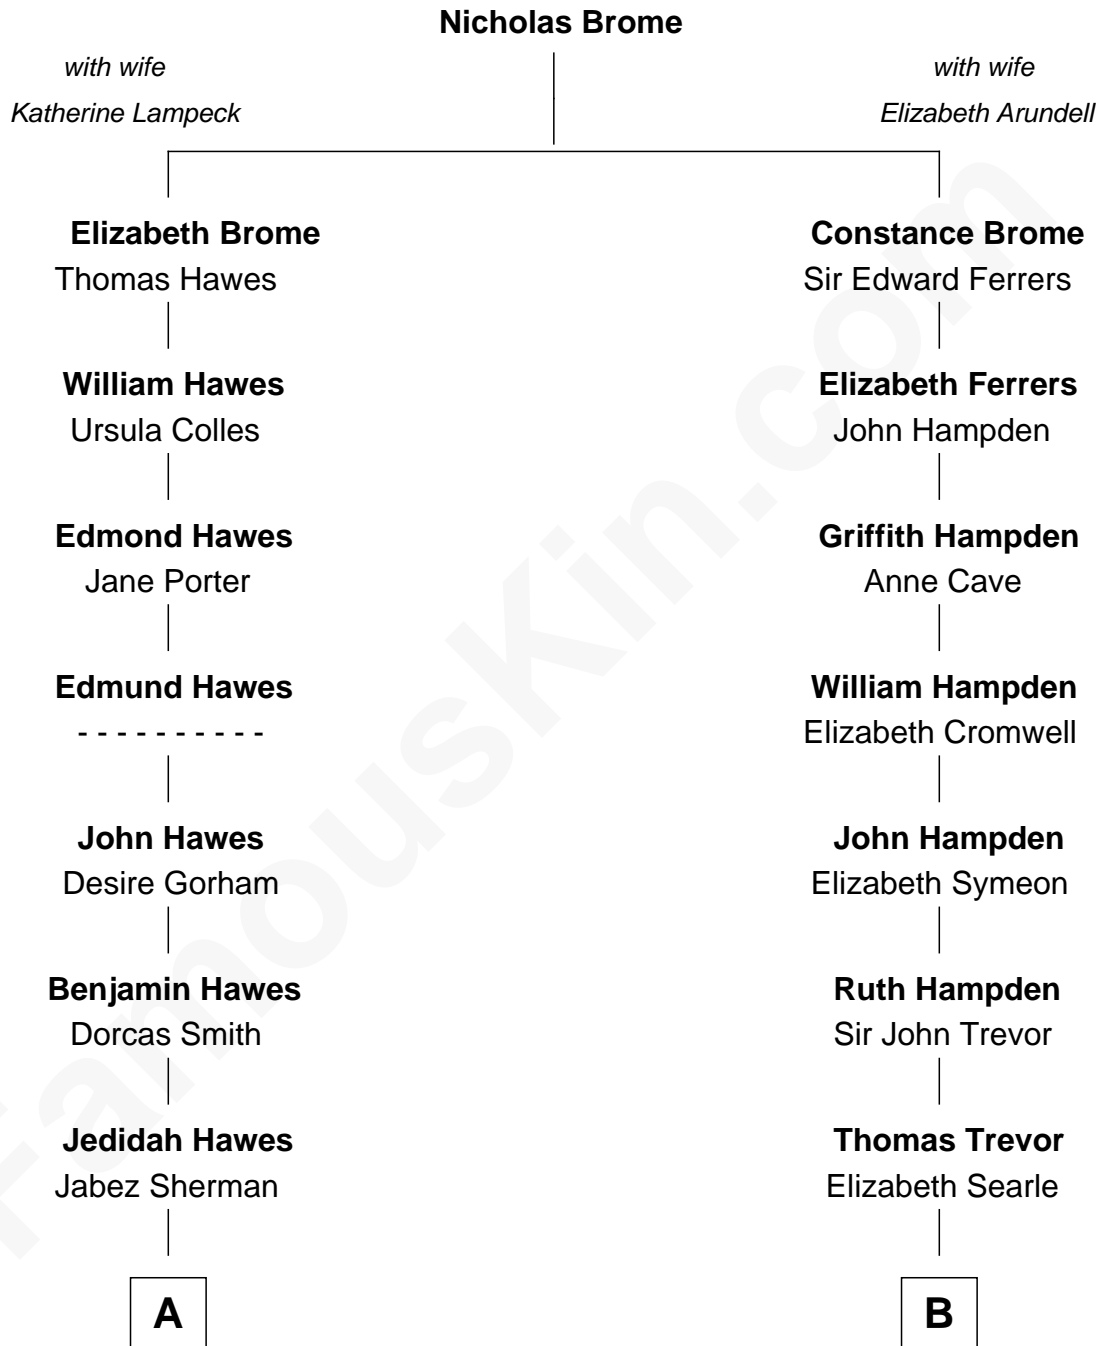 Nicholas Brome
with wife
Katherine Lampeck
with wife
Elizabeth Arundell
Elizabeth Brome
Thomas Hawes
Constance Brome
Sir Edward Ferrers
William Hawes
Ursula Colles
Elizabeth Ferrers
John Hampden
Edmond Hawes
Jane Porter
Griffith Hampden
Anne Cave
Edmund Hawes
- - - - - - - - - -
William Hampden
Elizabeth Cromwell
John Hawes
Desire Gorham
John Hampden
Elizabeth Symeon
Benjamin Hawes
Dorcas Smith
Ruth Hampden
Sir John Trevor
Jedidah Hawes
Jabez Sherman
Thomas Trevor
Elizabeth Searle
A
B
FamousKin.com